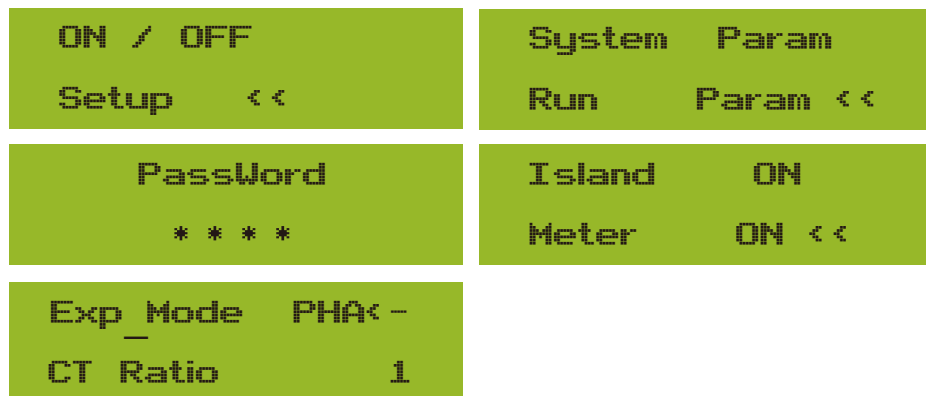 ON / OFF
Setup <<
System Param
Run Param <<
PassWord
* * * *
Island ON
Meter ON <<
Exp_Mode PHA<-
CT Ratio 1